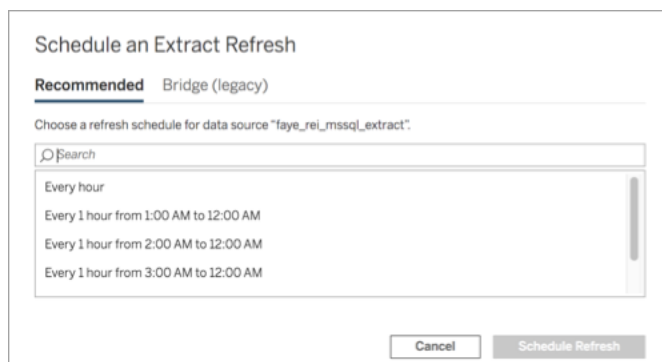 Schedule an Extract Refresh
Recommended Bridge (legacy)
Choose a refresh schedule for data source "faye_rei_mssql_extract".
Search
Every hour
Every 1 hour from 1:00 AM to 12:00 AM
Every 1 hour from 2:00 AM to 12:00 AM
Every 1 hour from 3:00 AM to 12:00 AM
Cancel Schedule Refresh